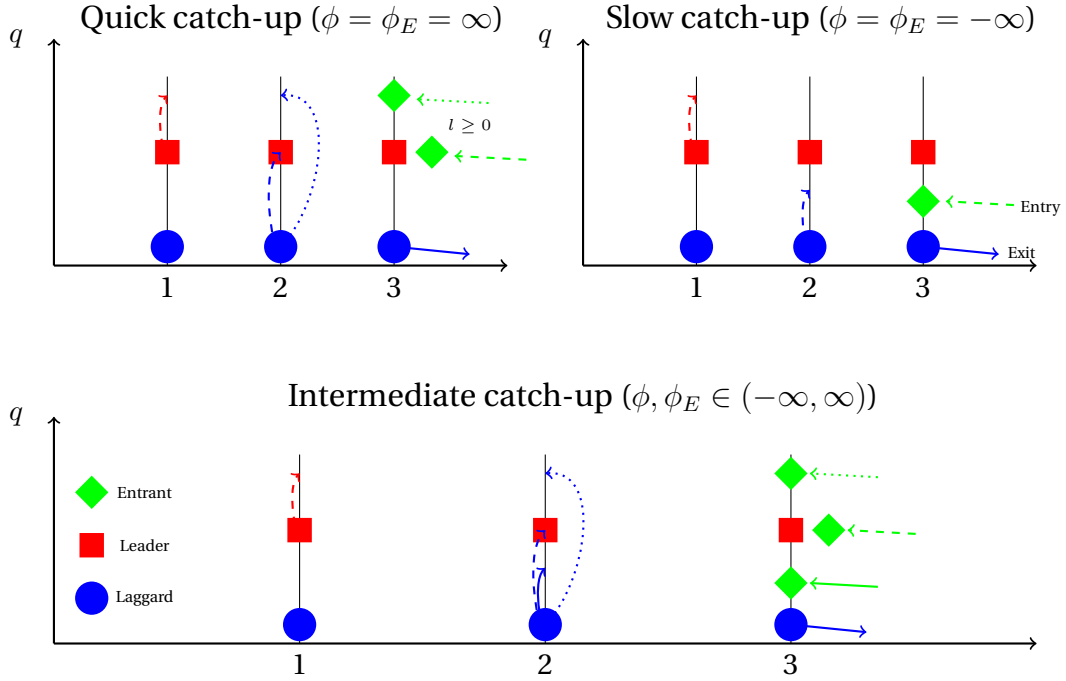 Quick catch-up (ϕ = ϕ_E = ∞)
q
l ≥ 0
1 2 3
Slow catch-up (ϕ = ϕ_E = −∞)
q
Entry
Exit
1 2 3
Intermediate catch-up (ϕ, ϕ_E ∈ (−∞, ∞))
q
Entrant
Leader
Laggard
1 2 3